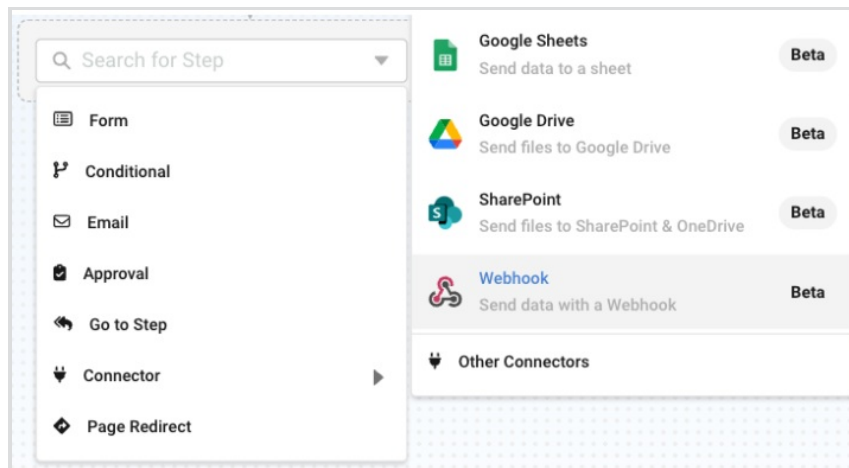 Search for Step
Form
Conditional
Email
Approval
Go to Step
Connector
Page Redirect
Google Sheets
Send data to a sheet
Beta
Google Drive
Send files to Google Drive
Beta
SharePoint
Send files to SharePoint & OneDrive
Beta
Webhook
Send data with a Webhook
Beta
Other Connectors